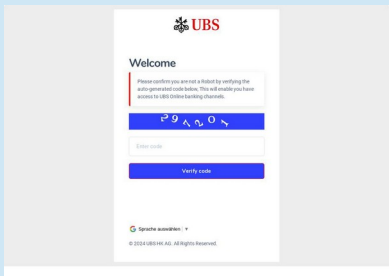 UBS
Welcome
Please confirm you are not a Robot by verifying the
auto-generated code below. This will enable you have
access to UBS Online banking channels.
297201
Enter code
Verify code
G Sprache auswählen | ▼
© 2024 UBS-HK AG. All Rights Reserved.